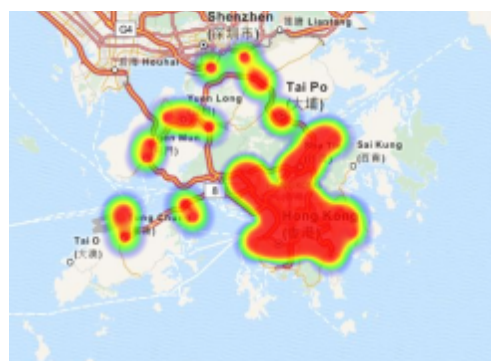 Shenzhen
(深圳市)
Liantang
G4
Houhai
Tai Po
(大埔)
Yuen Long
Sai Kung
(西貢)
8
Hong Kong
(香港)
Tai O
(大澳)